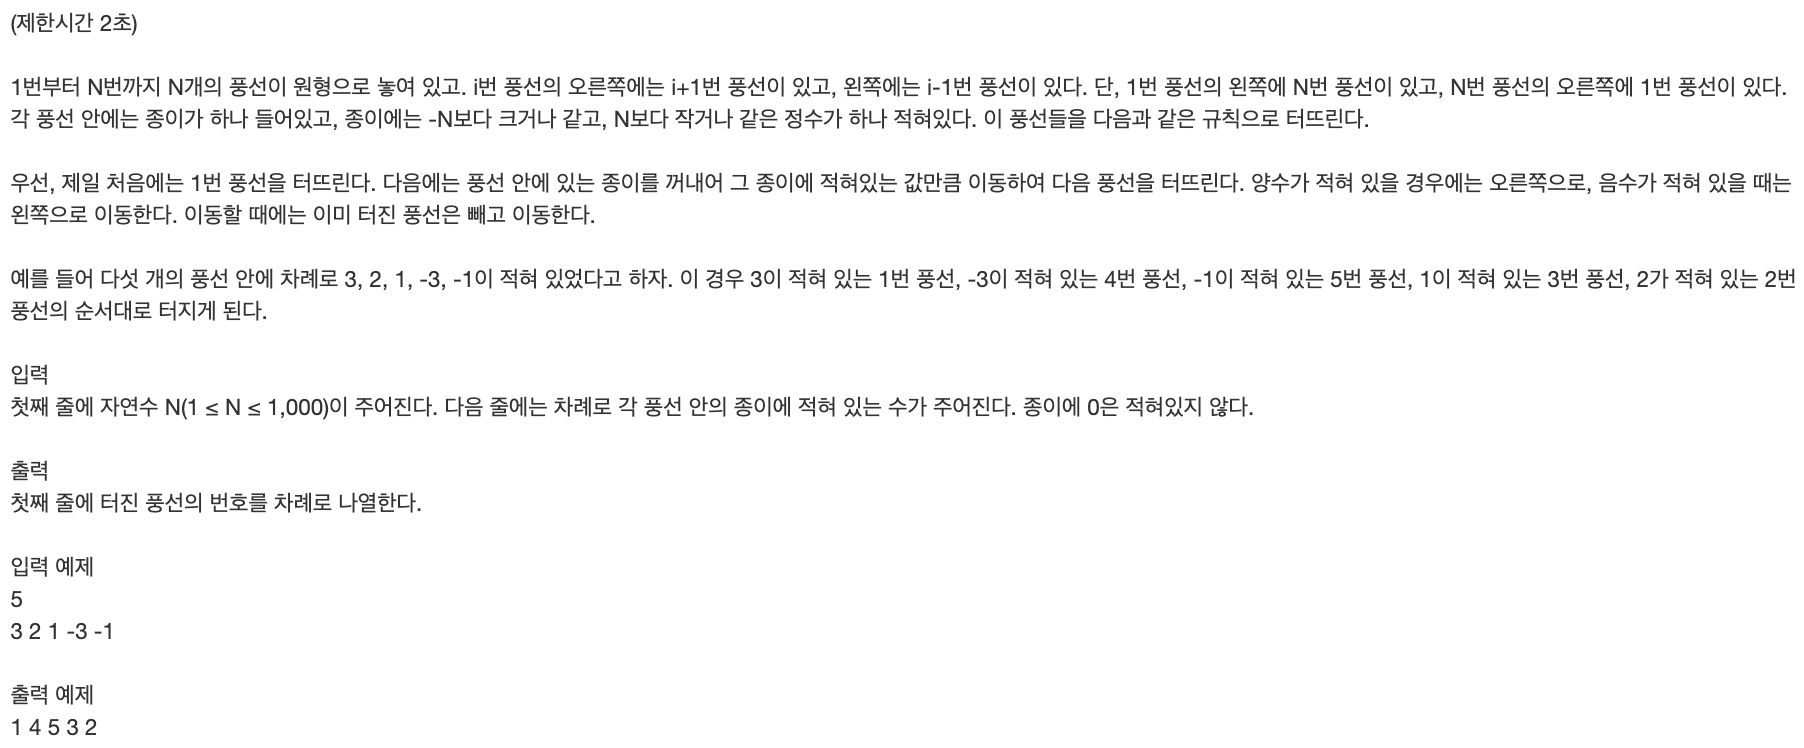 (제한시간 2초)
1번부터 N번까지 N개의 풍선이 원형으로 놓여 있고. i번 풍선의 오른쪽에는 i+1번 풍선이 있고, 왼쪽에는 i-1번 풍선이 있다. 단, 1번 풍선의 왼쪽에 N번 풍선이 있고, N번 풍선의 오른쪽에 1번 풍선이 있다.
각 풍선 안에는 종이가 하나 들어있고, 종이에는 -N보다 크거나 같고, N보다 작거나 같은 정수가 하나 적혀있다. 이 풍선들을 다음과 같은 규칙으로 터뜨린다.
우선, 제일 처음에는 1번 풍선을 터뜨린다. 다음에는 풍선 안에 있는 종이를 꺼내어 그 종이에 적혀있는 값만큼 이동하여 다음 풍선을 터뜨린다. 양수가 적혀 있을 경우에는 오른쪽으로, 음수가 적혀 있을 때는
왼쪽으로 이동한다. 이동할 때에는 이미 터진 풍선은 빼고 이동한다.
예를 들어 다섯 개의 풍선 안에 차례로 3, 2, 1, -3, -1이 적혀 있었다고 하자. 이 경우 3이 적혀 있는 1번 풍선, -3이 적혀 있는 4번 풍선, -1이 적혀 있는 5번 풍선, 1이 적혀 있는 3번 풍선, 2가 적혀 있는 2번
풍선의 순서대로 터지게 된다.
입력
첫째 줄에 자연수 N(1 ≤ N ≤ 1,000)이 주어진다. 다음 줄에는 차례로 각 풍선 안의 종이에 적혀 있는 수가 주어진다. 종이에 0은 적혀있지 않다.
출력
첫째 줄에 터진 풍선의 번호를 차례로 나열한다.
입력 예제
5
3 2 1 -3 -1
출력 예제
1 4 5 3 2